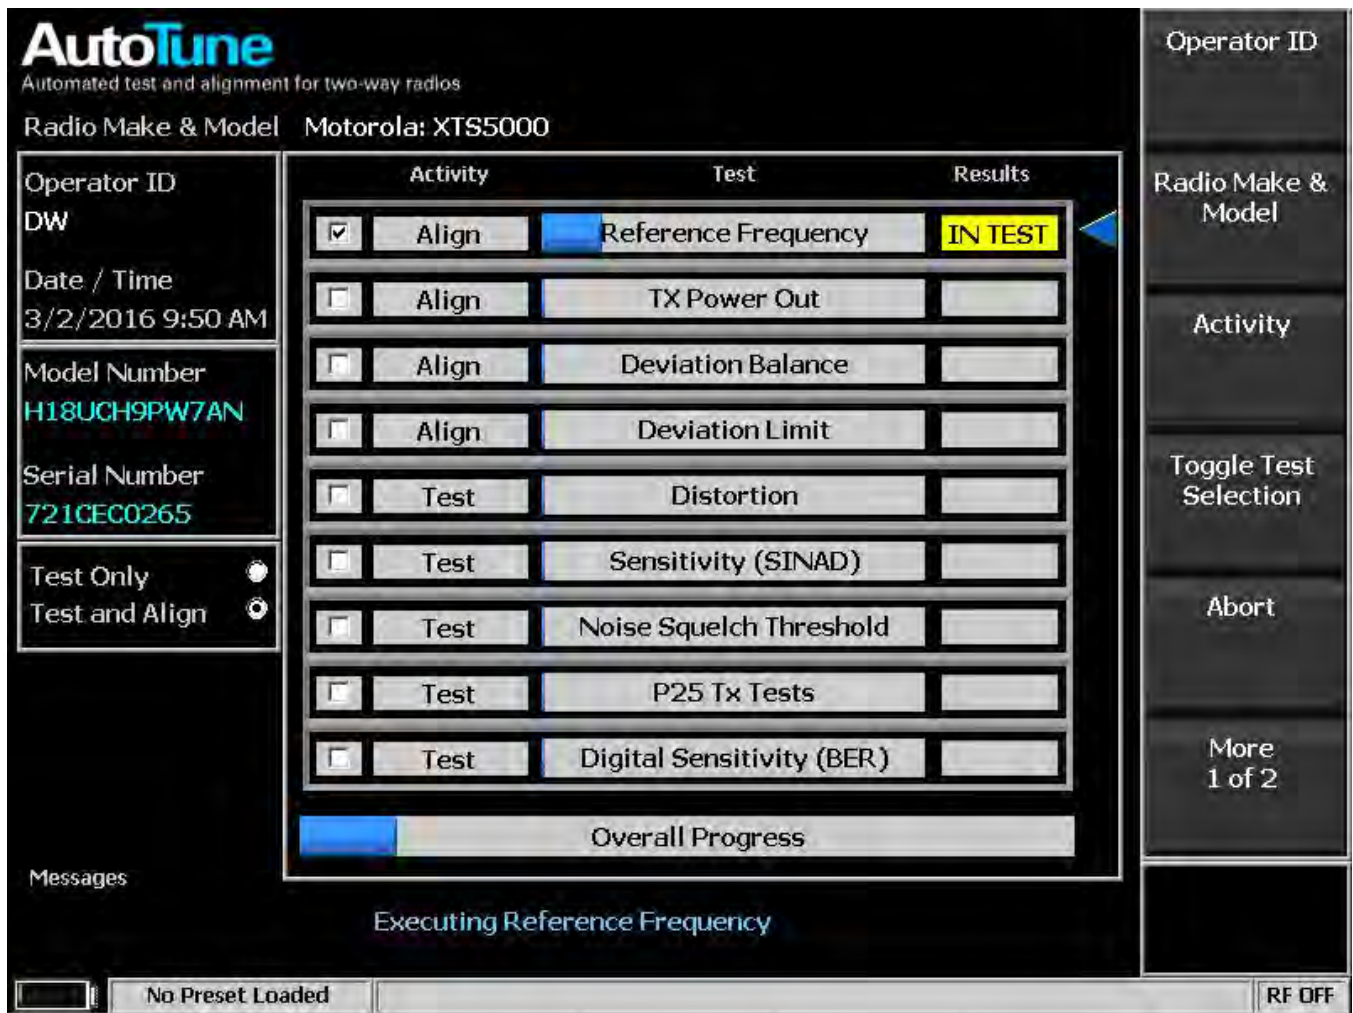 AutoTune
Automated test and alignment for two-way radios
Radio Make & Model Motorola: XTS5000
Operator ID
DW
Date / Time
3/2/2016 9:50 AM
Model Number
H18UCH9PW7AN
Serial Number
721CEC0265
Test Only
Test and Align
Activity Test Results
Align Reference Frequency IN TEST
Align TX Power Out
Align Deviation Balance
Align Deviation Limit
Test Distortion
Test Sensitivity (SINAD)
Test Noise Squelch Threshold
Test P25 Tx Tests
Test Digital Sensitivity (BER)
Overall Progress
Messages
Executing Reference Frequency
No Preset Loaded
RF OFF
Operator ID
Radio Make &
Model
Activity
Toggle Test
Selection
Abort
More
1 of 2